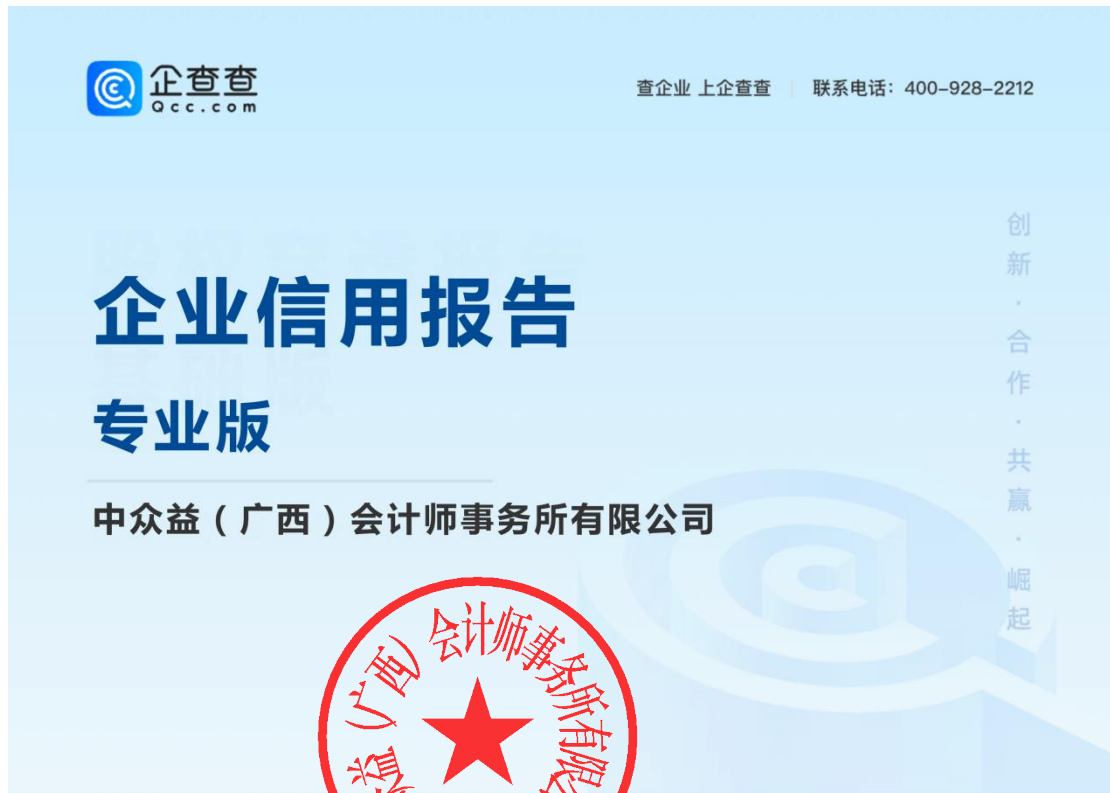 企查查
Qcc.com
查企业 上企查查 | 联系电话：400-928-2212
企业信用报告
专业版
中众益（广西）会计师事务所有限公司
创新·合作·共赢·崛起
益（广西）会计师事务所有限